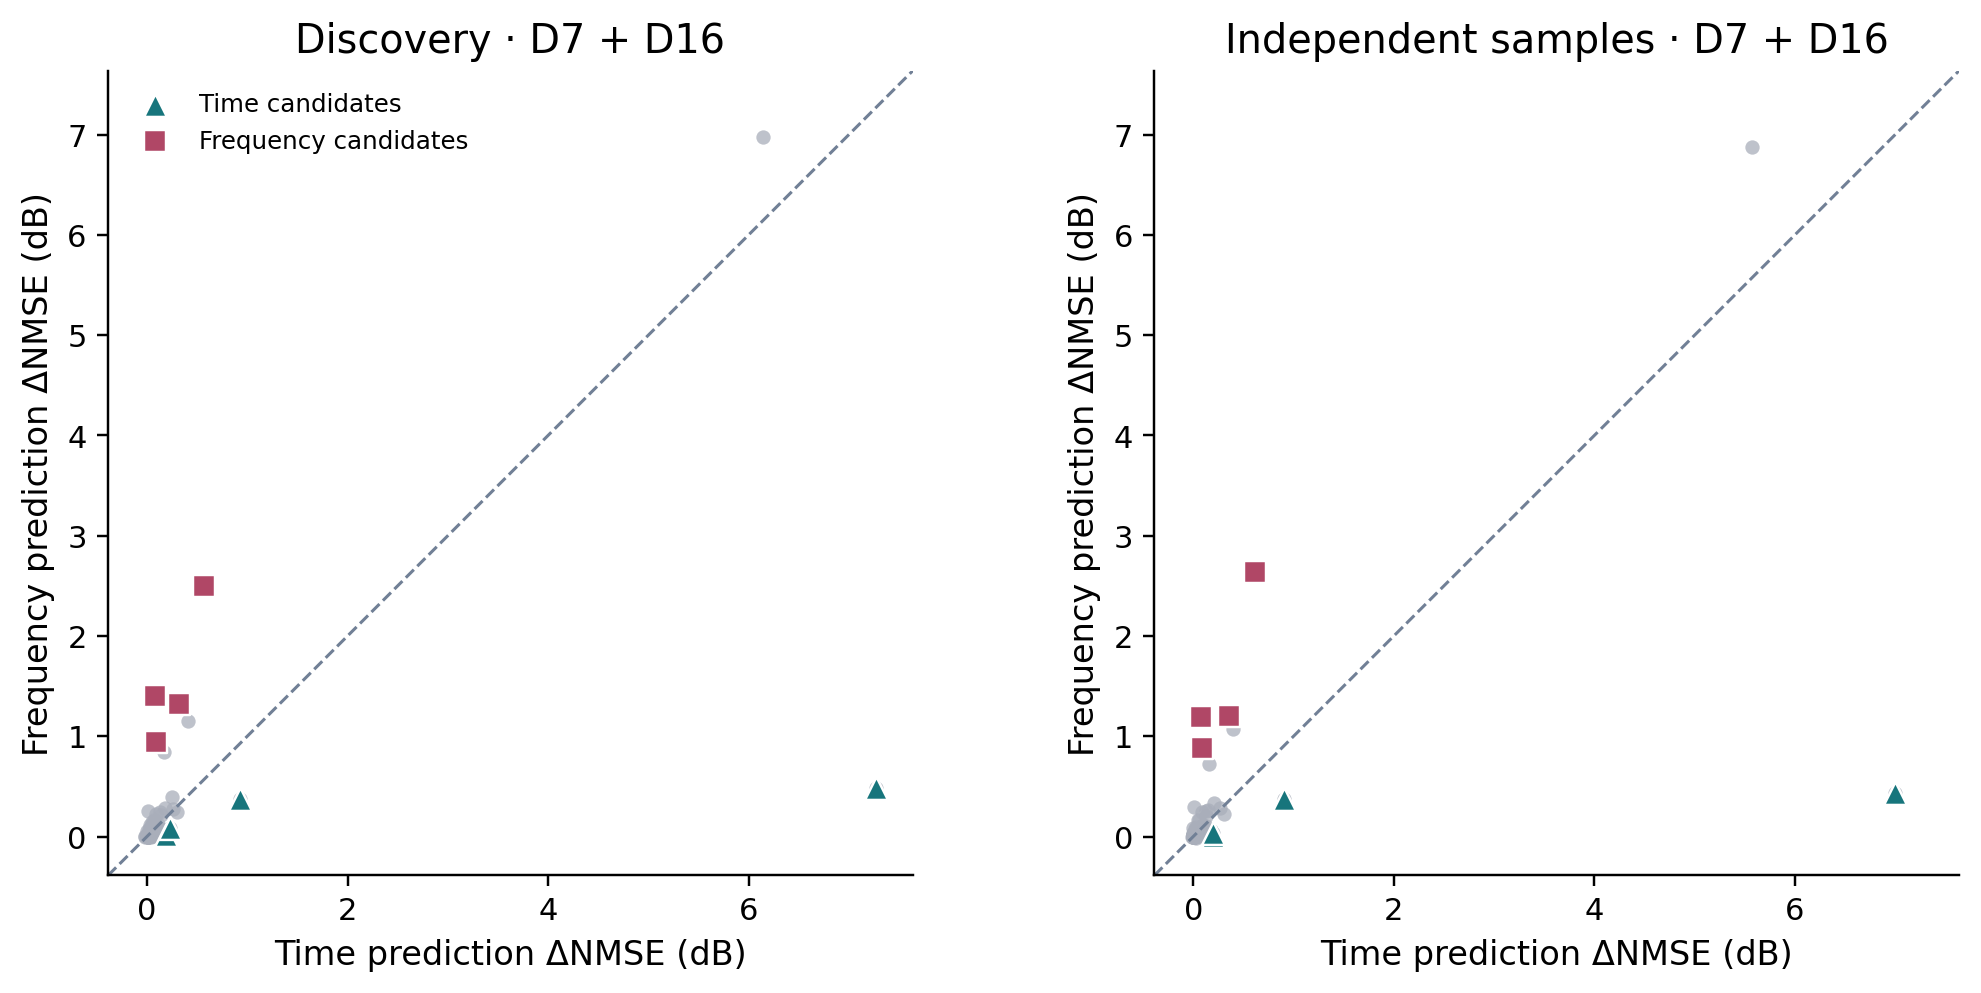 Discovery · D7 + D16
Time candidates
Frequency candidates
Frequency prediction ΔNMSE (dB)
7
6
5
4
3
2
1
0
0 2 4 6
Time prediction ΔNMSE (dB)
Independent samples · D7 + D16
Frequency prediction ΔNMSE (dB)
7
6
5
4
3
2
1
0
0 2 4 6
Time prediction ΔNMSE (dB)